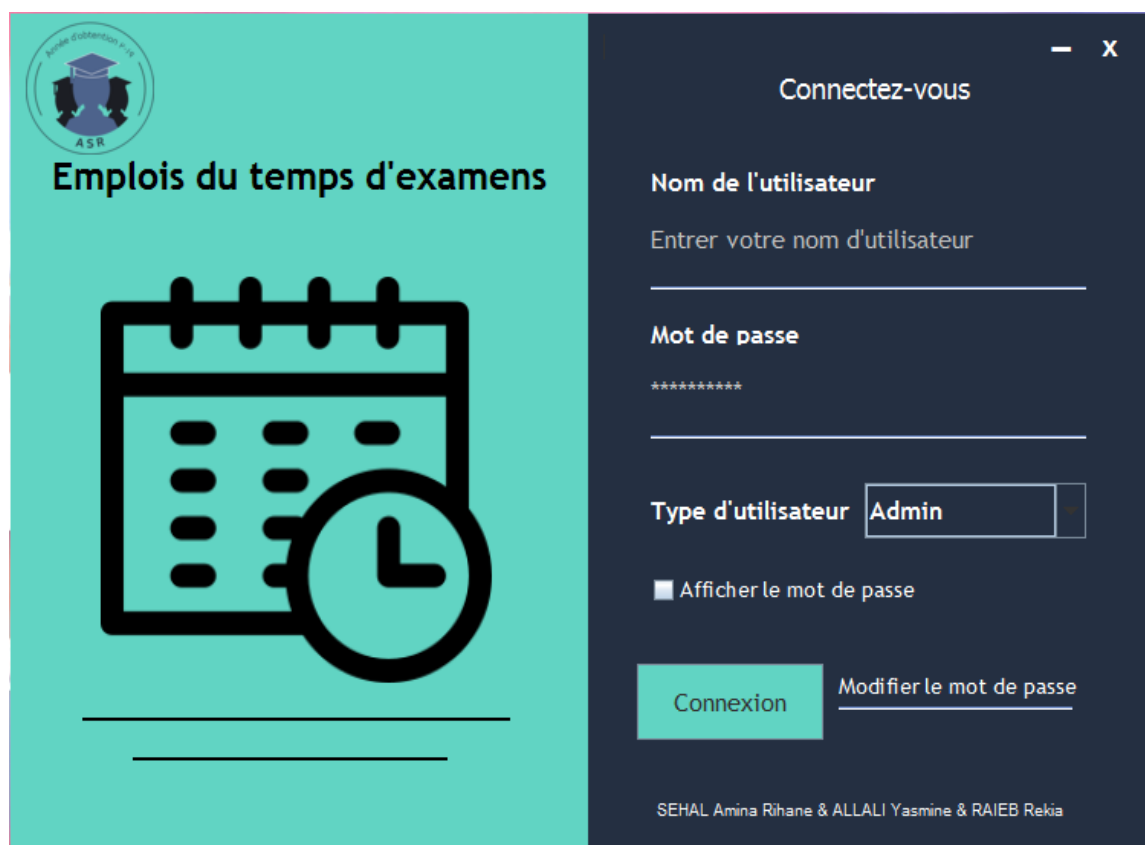 Année d'obtention
ASR
Emplois du temps d'examens
— X
Connectez-vous
Nom de l'utilisateur
Entrer votre nom d'utilisateur
Mot de passe
**********
Type d'utilisateur Admin
Afficher le mot de passe
Connexion
Modifier le mot de passe
SEHAL Amina Rihane & ALLALI Yasmine & RAIEB Rekia